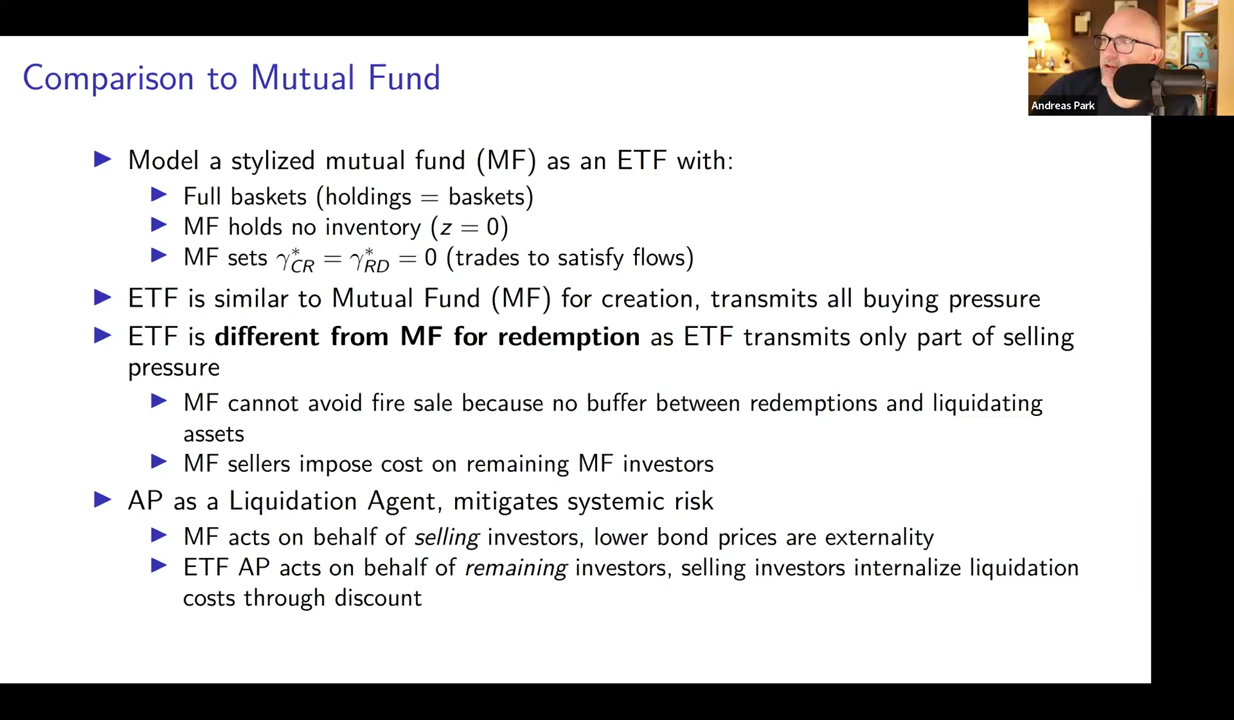 Comparison to Mutual Fund
Andreas Park
▶ Model a stylized mutual fund (MF) as an ETF with:
▶ Full baskets (holdings = baskets)
▶ MF holds no inventory (z = 0)
▶ MF sets γ*CR = γ*RD = 0 (trades to satisfy flows)
▶ ETF is similar to Mutual Fund (MF) for creation, transmits all buying pressure
▶ ETF is different from MF for redemption as ETF transmits only part of selling
pressure
▶ MF cannot avoid fire sale because no buffer between redemptions and liquidating
assets
▶ MF sellers impose cost on remaining MF investors
▶ AP as a Liquidation Agent, mitigates systemic risk
▶ MF acts on behalf of selling investors, lower bond prices are externality
▶ ETF AP acts on behalf of remaining investors, selling investors internalize liquidation
costs through discount